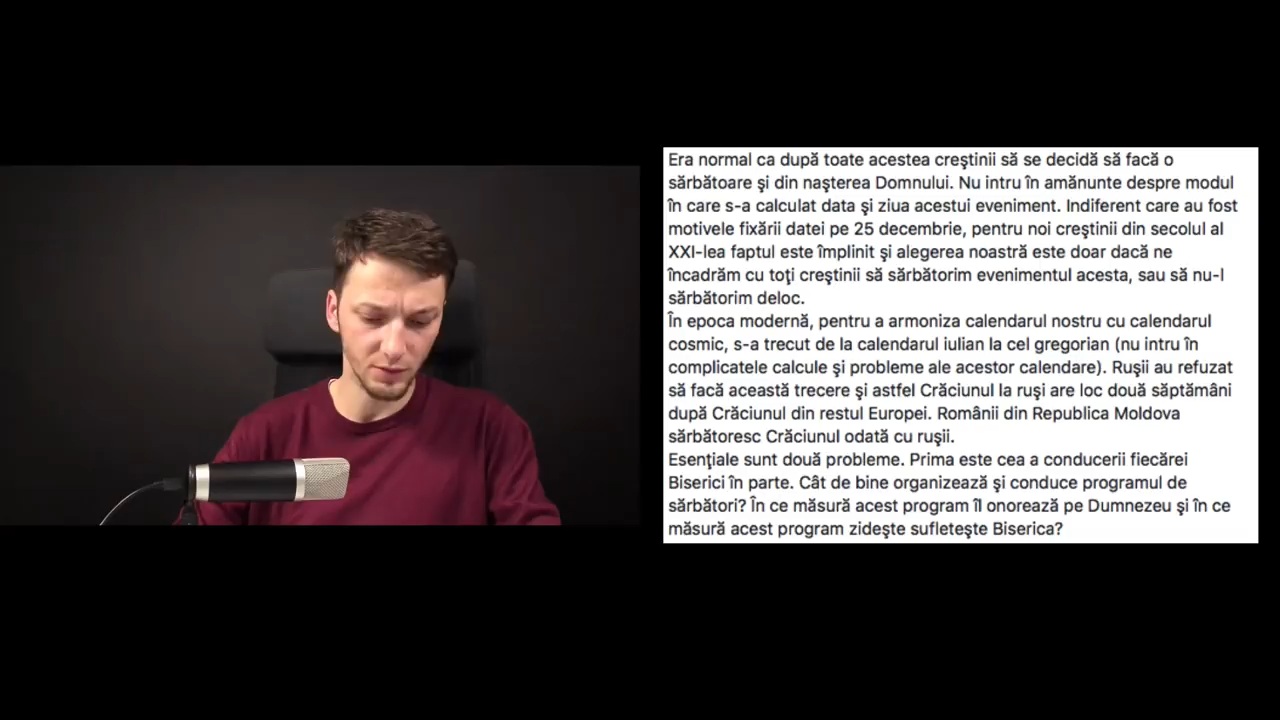 Era normal ca după toate acestea creştinii să se decidă să facă o
sărbătoare şi din naşterea Domnului. Nu intru în amănunte despre modul
în care s-a calculat data şi ziua acestui eveniment. Indiferent care au fost
motivele fixării datei pe 25 decembrie, pentru noi creştinii din secolul al
XXI-lea faptul este împlinit şi alegerea noastră este doar dacă ne
încadrăm cu toţi creştinii să sărbătorim evenimentul acesta, sau să nu-l
sărbătorim deloc.
În epoca modernă, pentru a armoniza calendarul nostru cu calendarul
cosmic, s-a trecut de la calendarul iulian la cel gregorian (nu intru în
complicatele calcule şi probleme ale acestor calendare). Ruşii au refuzat
să facă această trecere şi astfel Crăciunul la ruşi are loc două săptămâni
după Crăciunul din restul Europei. Românii din Republica Moldova
sărbătoresc Crăciunul odată cu ruşii.
Esenţiale sunt două probleme. Prima este cea a conducerii fiecărei
Biserici în parte. Cât de bine organizează şi conduce programul de
sărbători? În ce măsură acest program îl onorează pe Dumnezeu şi în ce
măsură acest program zideşte sufleteşte Biserica?